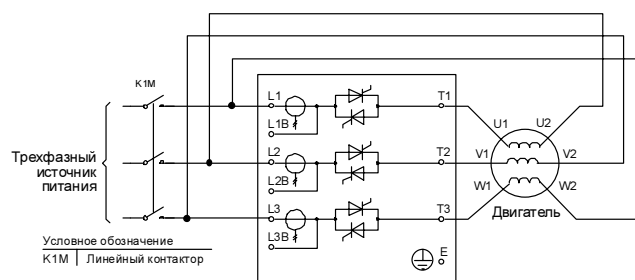 K1M
L1
T1
U1
U2
L1B
Трехфазный
источник
питания
L2
T2
V1
V2
L2B
W1
W2
L3
T3
Двигатель
L3B
E
Условное обозначение
K1M Линейный контактор